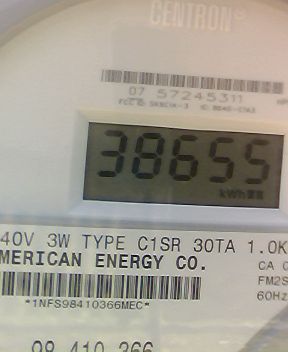 CENTRON®
07 57245311
38655
kWh
40V 3W TYPE C1SR 30TA 1.0K
MERICAN ENERGY CO.
CA
FM2S
60Hz
*1NFS98410366MEC*
98 410 366